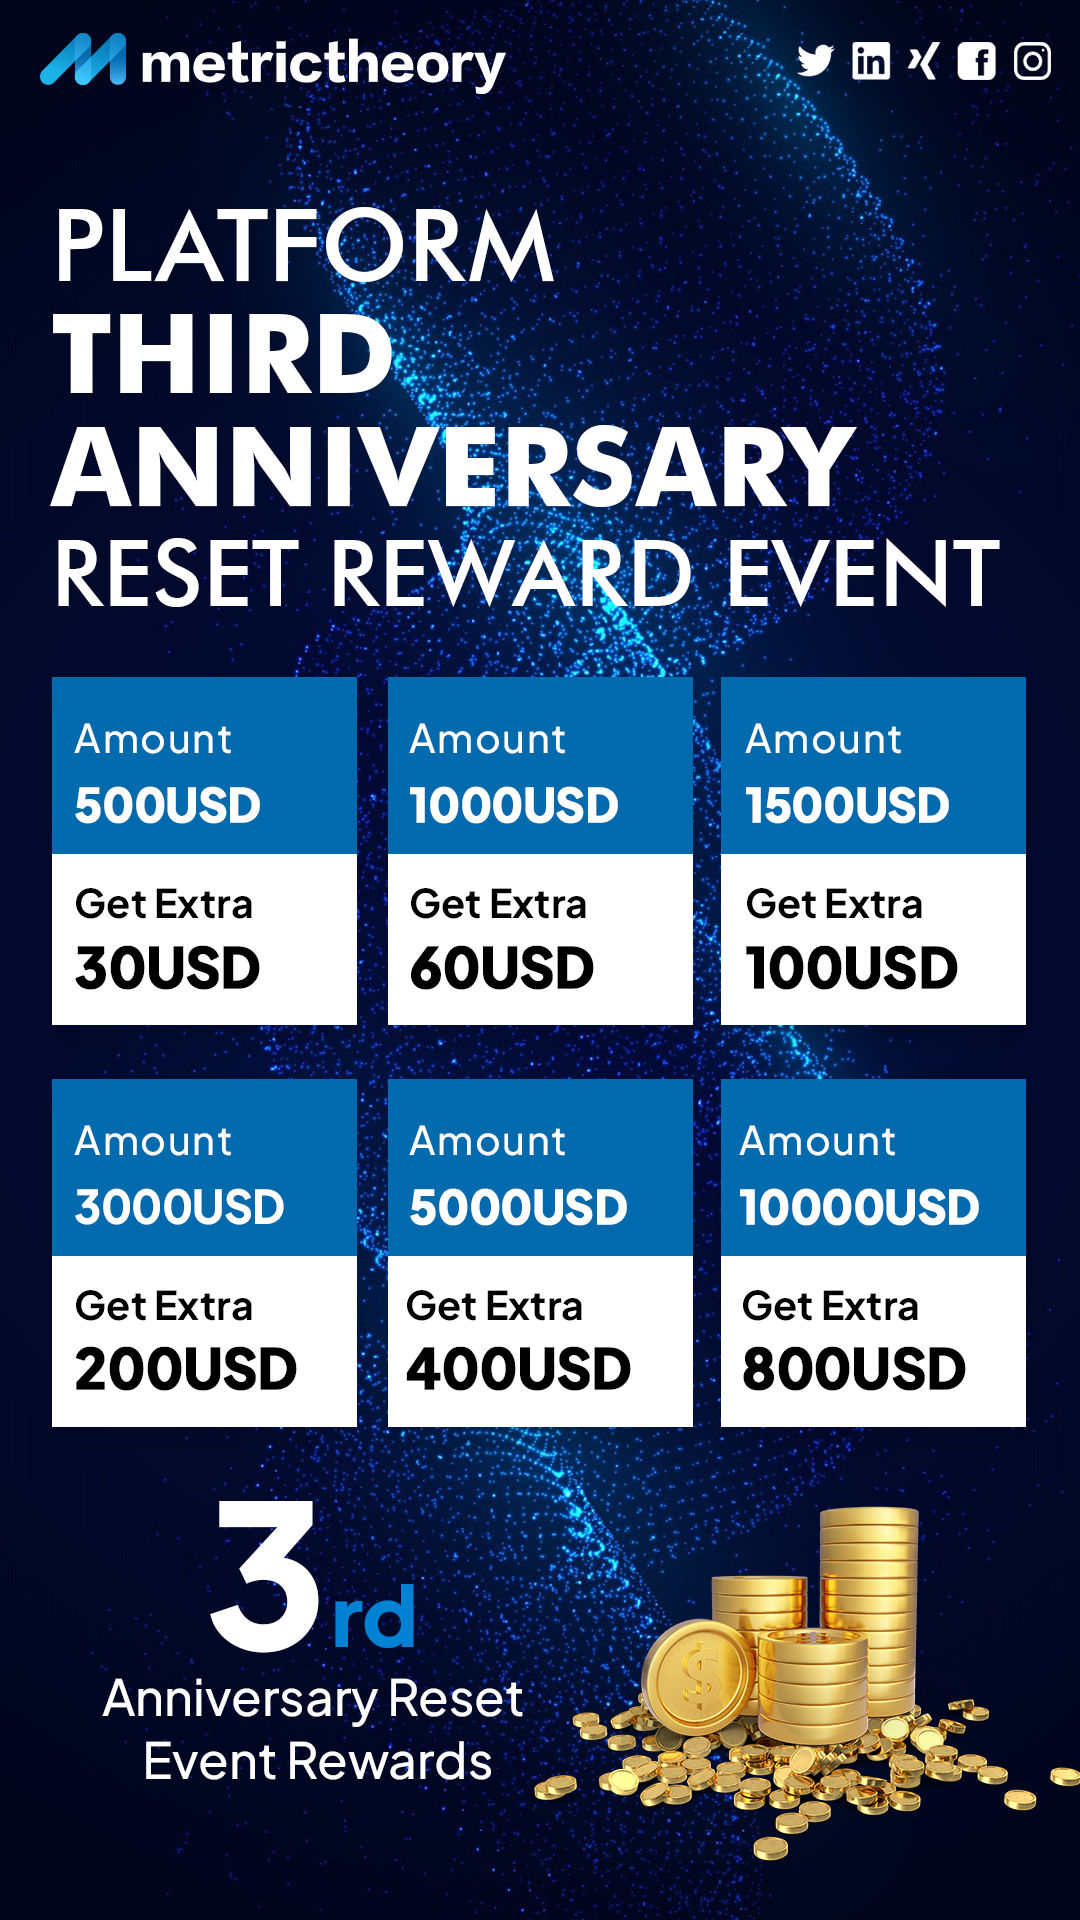 metrictheory
PLATFORM
THIRD
ANNIVERSARY
RESET REWARD EVENT
Amount
500USD
Get Extra
30USD
Amount
1000USD
Get Extra
60USD
Amount
1500USD
Get Extra
100USD
Amount
3000USD
Get Extra
200USD
Amount
5000USD
Get Extra
400USD
Amount
10000USD
Get Extra
800USD
3rd
Anniversary Reset
Event Rewards